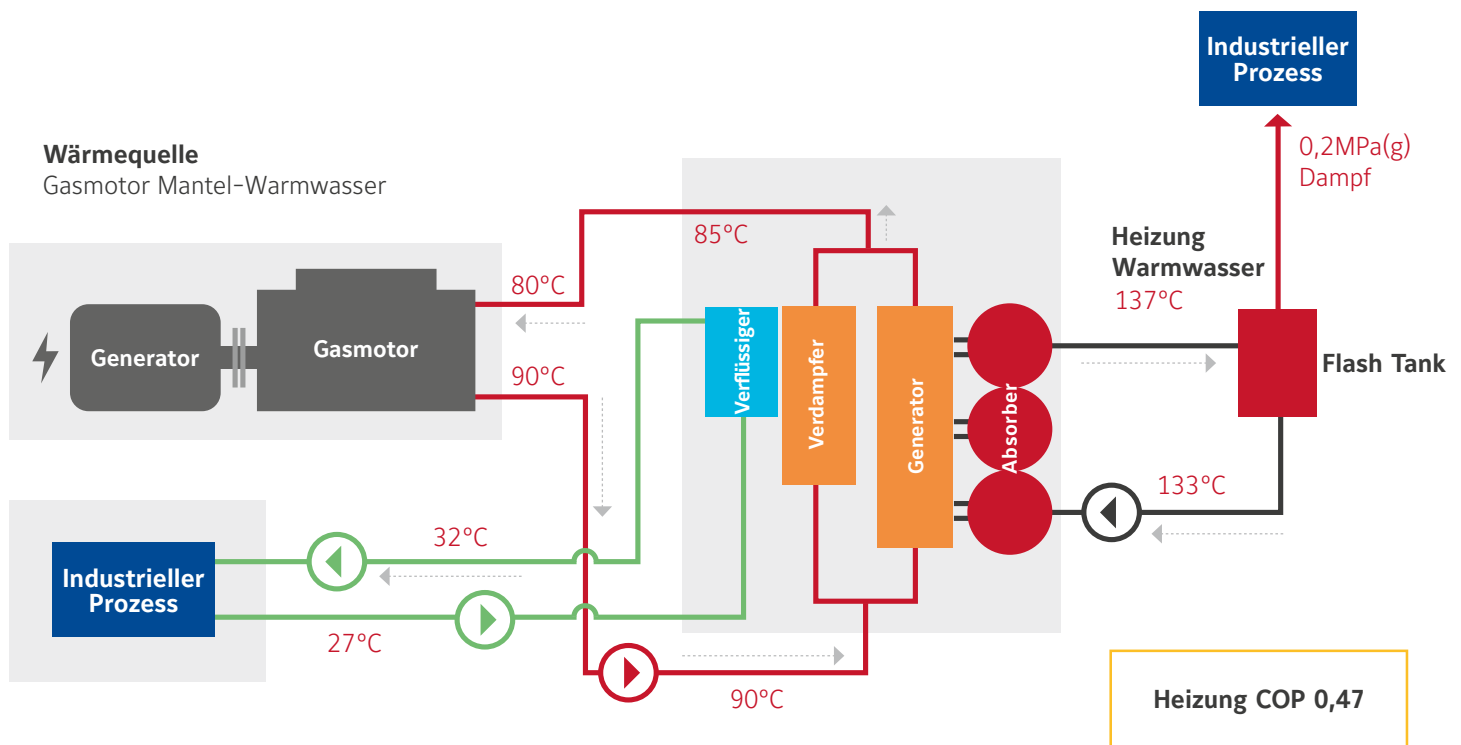 Industrieller
Prozess
0,2MPa(g)
Dampf
Wärmequelle
Gasmotor Mantel-Warmwasser
85°C
Heizung
Warmwasser
137°C
80°C
Generator
Gasmotor
90°C
Verflüssiger
Verdampfer
Generator
Absorber
Flash Tank
133°C
32°C
Industrieller
Prozess
27°C
90°C
Heizung COP 0,47